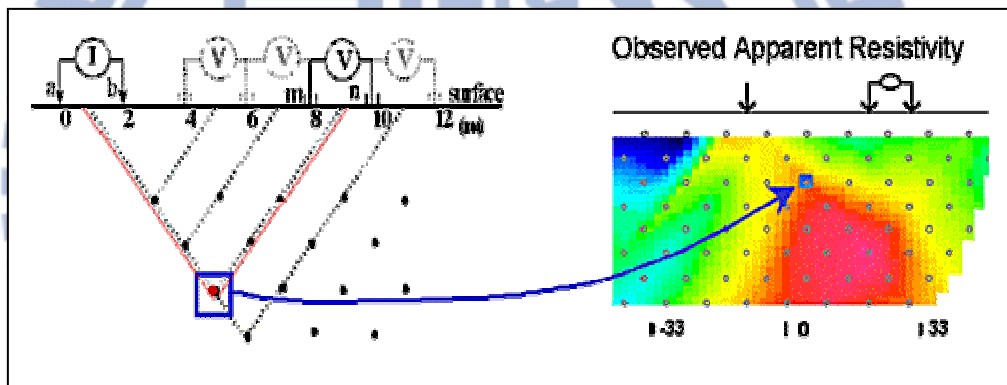 I V V V V
a b m n surface
0 2 4 6 8 10 12 (m)
Observed Apparent Resistivity
-33 0 33